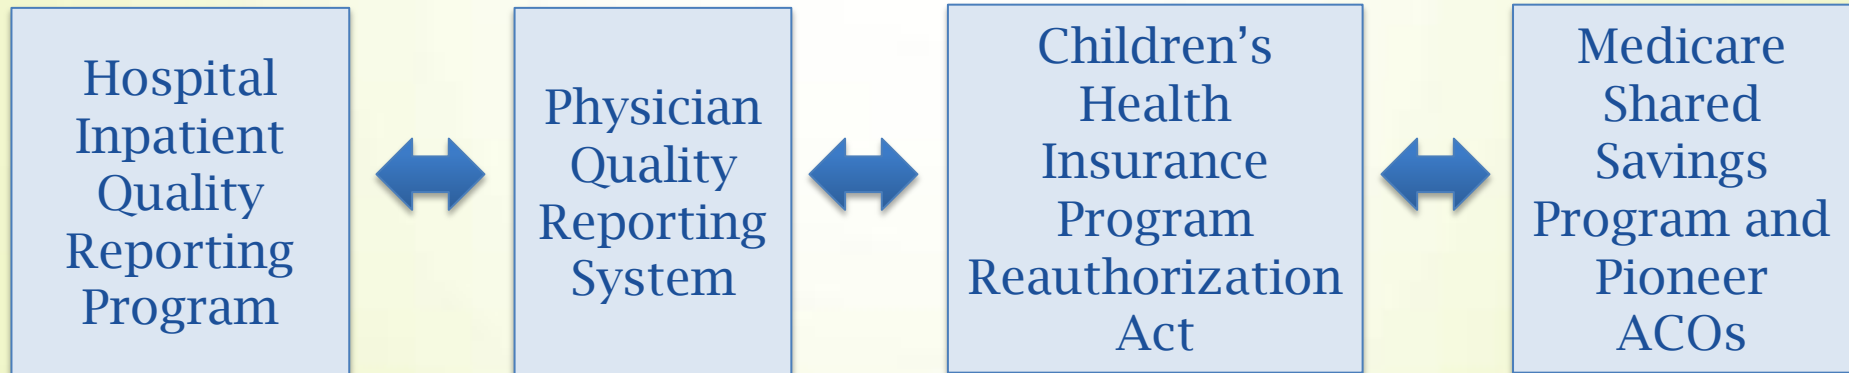 Hospital
Inpatient
Quality
Reporting
Program
Physician
Quality
Reporting
System
Children’s
Health
Insurance
Program
Reauthorization
Act
Medicare
Shared
Savings
Program and
Pioneer
ACOs